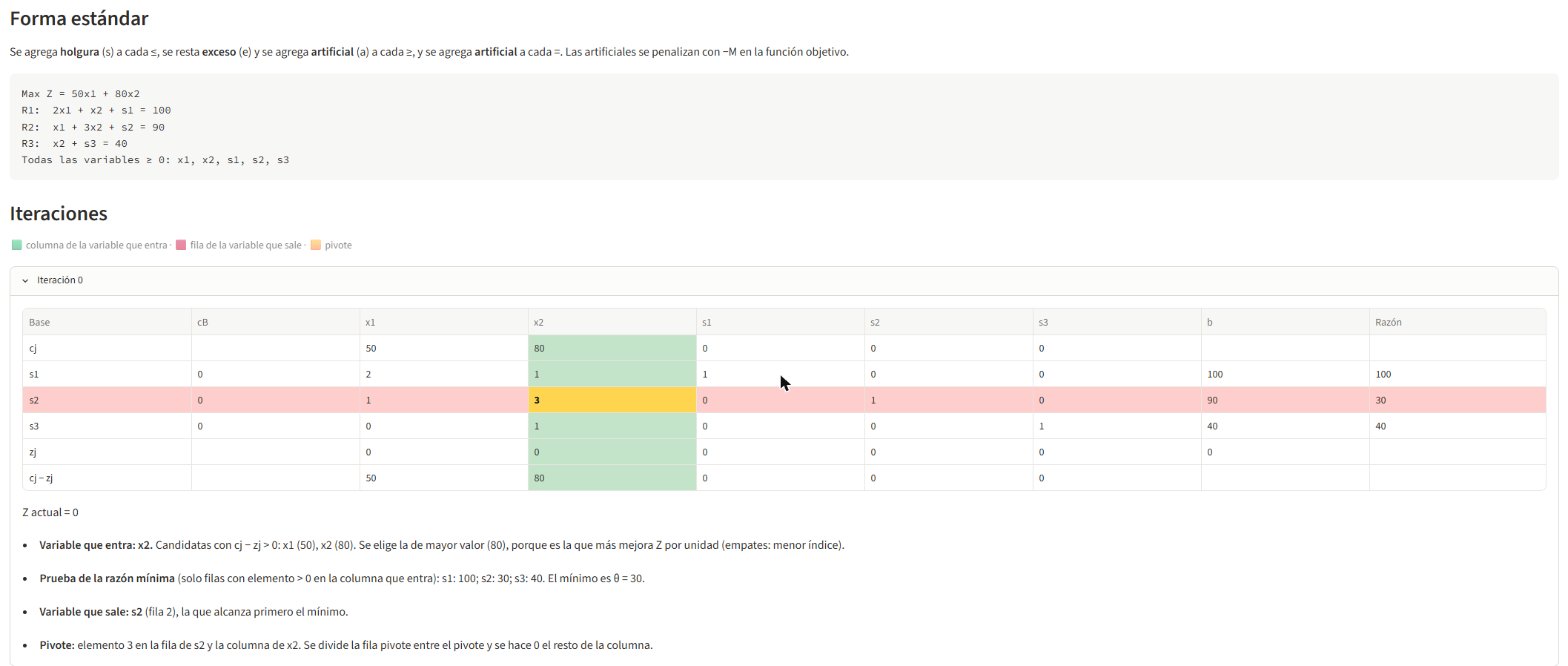 Forma estándar
Se agrega holgura (s) a cada ≤, se resta exceso (e) y se agrega artificial (a) a cada ≥, y se agrega artificial a cada =. Las artificiales se penalizan con −M en la función objetivo.
Max Z = 50x1 + 80x2
R1:  2x1 + x2 + s1 = 100
R2:  x1 + 3x2 + s2 = 90
R3:  x2 + s3 = 40
Todas las variables ≥ 0: x1, x2, s1, s2, s3
Iteraciones
columna de la variable que entra · fila de la variable que sale · pivote
Iteración 0
Base cB x1 x2 s1 s2 s3 b Razón
cj 50 80 0 0 0
s1 0 2 1 1 0 0 100 100
s2 0 1 3 0 1 0 90 30
s3 0 0 1 0 0 1 40 40
zj 0 0 0 0 0 0
cj − zj 50 80 0 0 0
Z actual = 0
• Variable que entra: x2. Candidatas con cj − zj > 0: x1 (50), x2 (80). Se elige la de mayor valor (80), porque es la que más mejora Z por unidad (empates: menor índice).
• Prueba de la razón mínima (solo filas con elemento > 0 en la columna que entra): s1: 100; s2: 30; s3: 40. El mínimo es θ = 30.
• Variable que sale: s2 (fila 2), la que alcanza primero el mínimo.
• Pivote: elemento 3 en la fila de s2 y la columna de x2. Se divide la fila pivote entre el pivote y se hace 0 el resto de la columna.